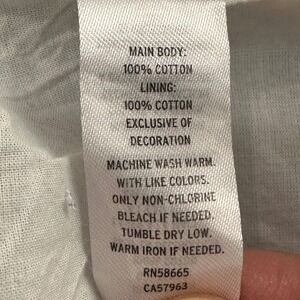 MAIN BODY:
100% COTTON
LINING:
100% COTTON
EXCLUSIVE OF
DECORATION
MACHINE WASH WARM.
WITH LIKE COLORS.
ONLY NON-CHLORINE
BLEACH IF NEEDED.
TUMBLE DRY LOW.
WARM IRON IF NEEDED.
RN58665
CA57963